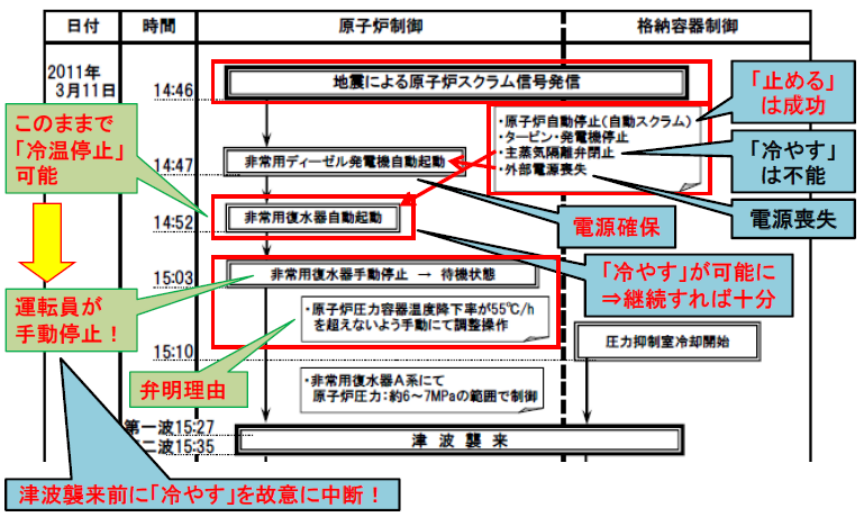 日付
時間
原子炉制御
格納容器制御
2011年
3月11日
14:46
地震による原子炉スクラム信号発信
「止める」
は成功
このままで
「冷温停止」
可能
・原子炉自動停止(自動スクラム)
・タービン・発電機停止
・主蒸気隔離弁閉止
・外部電源喪失
「冷やす」
は不能
14:47
非常用ディーゼル発電機自動起動
電源喪失
電源確保
14:52
非常用復水器自動起動
「冷やす」が可能に
⇒継続すれば十分
15:03
非常用復水器手動停止 → 待機状態
運転員が
手動停止!
・原子炉圧力容器温度降下率が55℃/h
を超えないよう手動にて調整操作
圧力抑制室冷却開始
15:10
弁明理由
・非常用復水器A系にて
原子炉圧力:約6~7MPaの範囲で制御
第一波15:27
二波15:35
津波襲来
津波襲来前に「冷やす」を故意に中断!